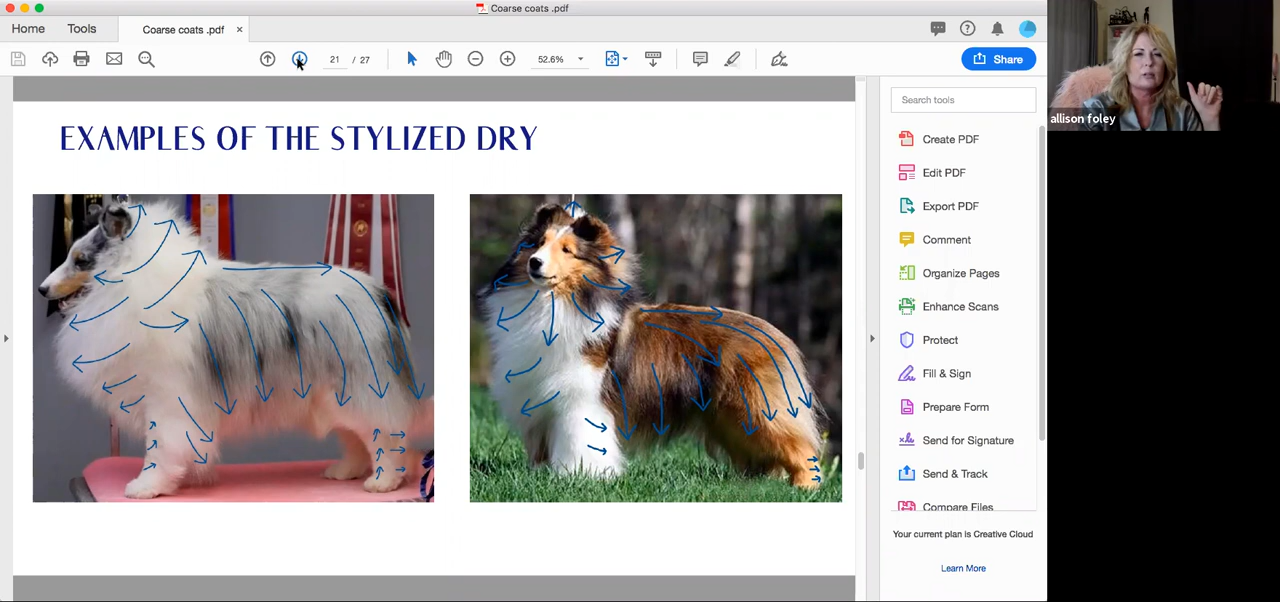 Coarse coats .pdf
Home
Tools
Coarse coats .pdf
21 / 27
52.6%
Share
EXAMPLES OF THE STYLIZED DRY
Search tools
Create PDF
Edit PDF
Export PDF
Comment
Organize Pages
Enhance Scans
Protect
Fill & Sign
Prepare Form
Send for Signature
Send & Track
Compare Files
Your current plan is Creative Cloud
Learn More
allison foley